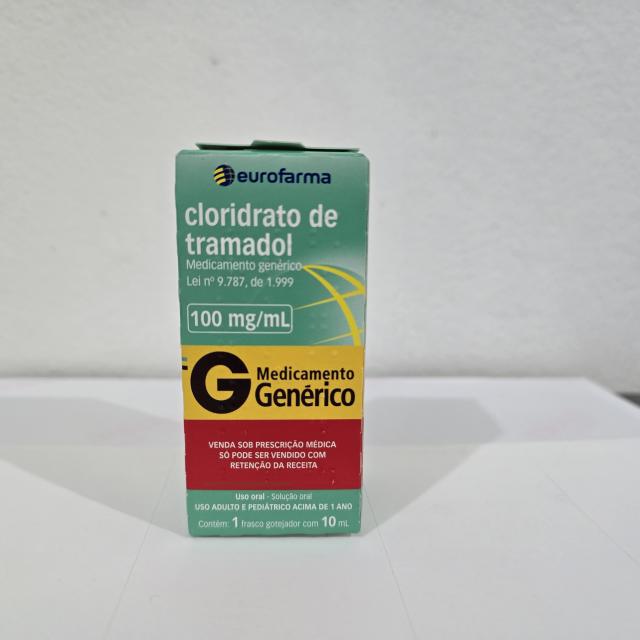 eurofarma
cloridrato de
tramadol
Medicamento genérico
Lei nº 9.787, de 1.999
100 mg/mL
G Medicamento
Genérico
VENDA SOB PRESCRIÇÃO MÉDICA
SÓ PODE SER VENDIDO COM
RETENÇÃO DA RECEITA
Uso oral - Solução oral
USO ADULTO E PEDIÁTRICO ACIMA DE 1 ANO
Contém: 1 frasco gotejador com 10 mL